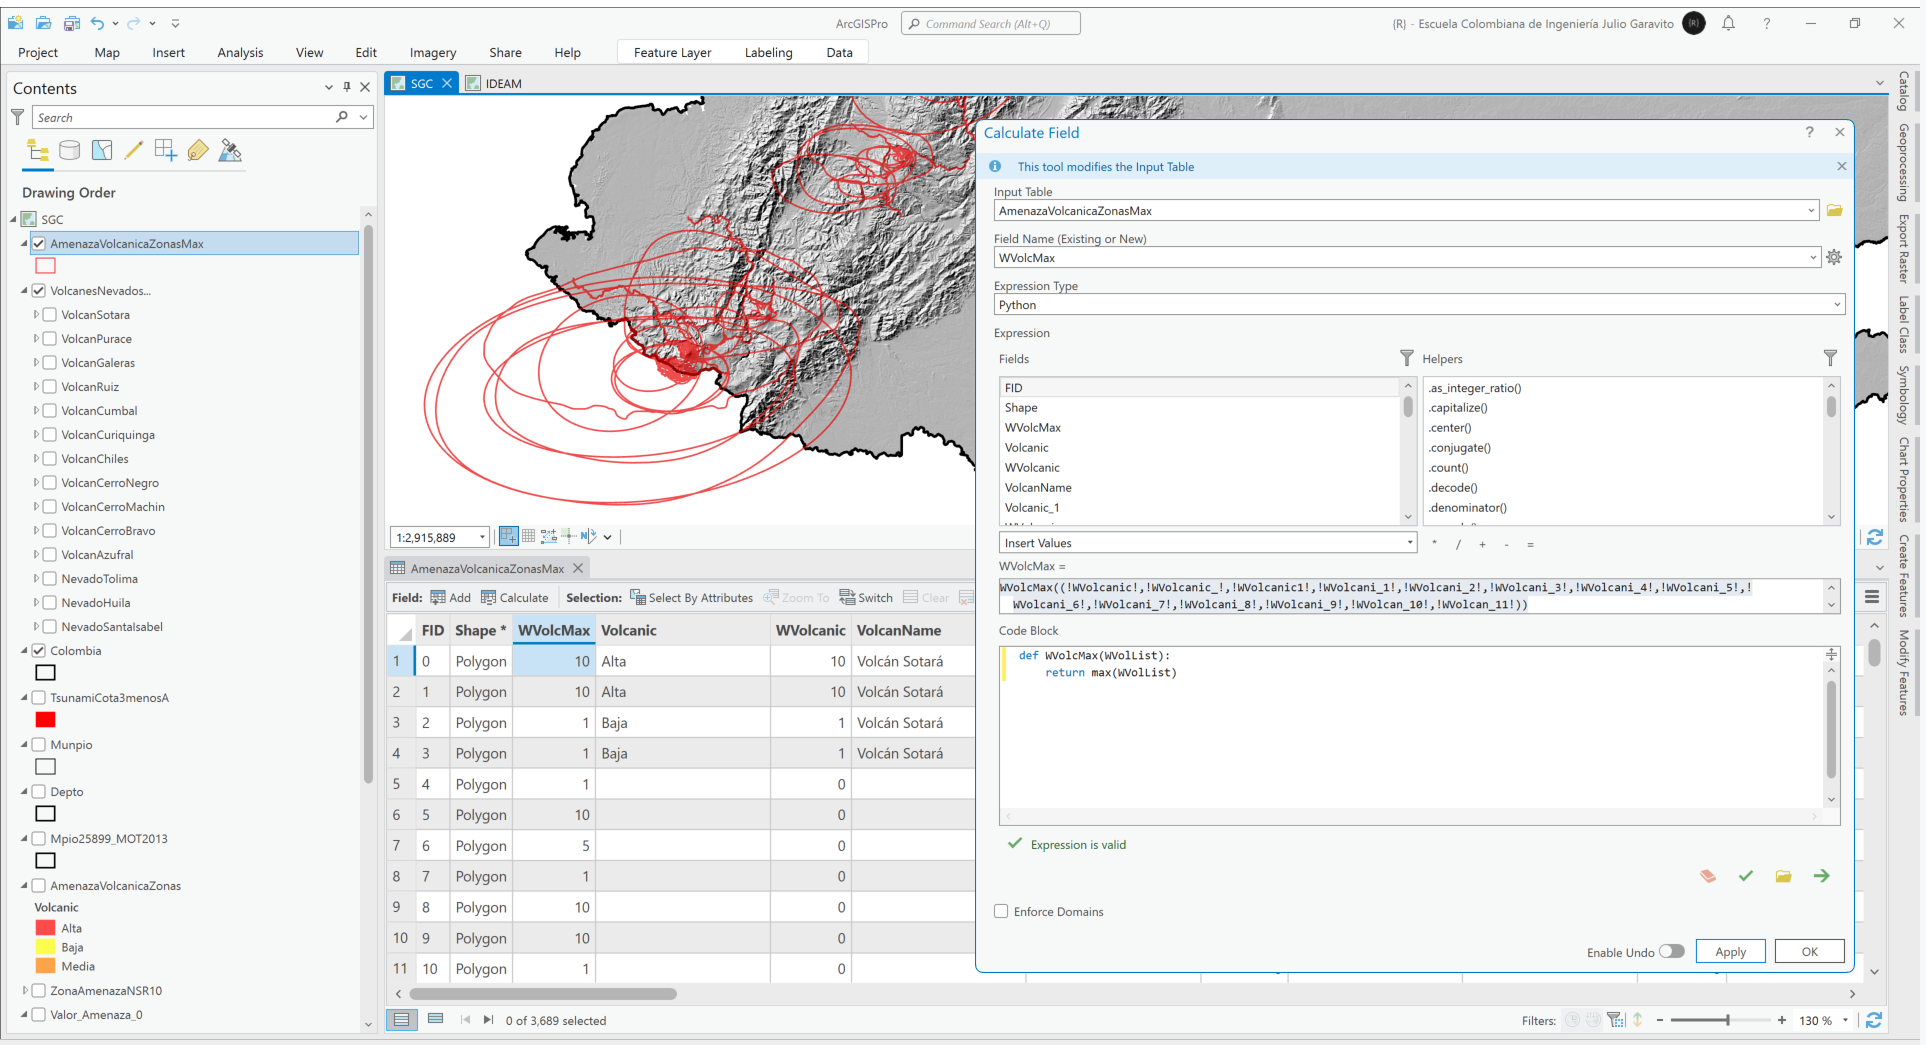 ArcGISPro
Command Search (Alt+Q)
{R} - Escuela Colombiana de Ingeniería Julio Garavito
(R)
?
Project Map Insert Analysis View Edit Imagery Share Help Feature Layer Labeling Data
Contents
Search
Drawing Order
SGC
AmenazaVolcanicaZonasMax
VolcanesNevados...
VolcanSotara
VolcanPurace
VolcanGaleras
VolcanRuiz
VolcanCumbal
VolcanCuriquinga
VolcanChiles
VolcanCerroNegro
VolcanCerroMachin
VolcanCerroBravo
VolcanAzufral
NevadoTolima
NevadoHuila
NevadoSantaIsabel
Colombia
TsunamiCota3menosA
Munpio
Depto
Mpio25899_MOT2013
AmenazaVolcanicaZonas
Volcanic
Alta
Baja
Media
ZonaAmenazaNSR10
Valor_Amenaza_0
SGC IDEAM
1:2,915,889
AmenazaVolcanicaZonasMax
Field: Add Calculate Selection: Select By Attributes Zoom To Switch Clear
FID Shape * WVolcMax Volcanic WVolcanic VolcanName
1 0 Polygon 10 Alta 10 Volcán Sotará
2 1 Polygon 10 Alta 10 Volcán Sotará
3 2 Polygon 1 Baja 1 Volcán Sotará
4 3 Polygon 1 Baja 1 Volcán Sotará
5 4 Polygon 1 0
6 5 Polygon 10 0
7 6 Polygon 5 0
8 7 Polygon 1 0
9 8 Polygon 10 0
10 9 Polygon 10 0
11 10 Polygon 1 0
0 of 3,689 selected
Filters:
130 %
Calculate Field
?
This tool modifies the Input Table
Input Table
AmenazaVolcanicaZonasMax
Field Name (Existing or New)
WVolcMax
Expression Type
Python
Expression
Fields
FID
Shape
WVolcMax
Volcanic
WVolcanic
VolcanName
Volcanic_1
Helpers
.as_integer_ratio()
.capitalize()
.center()
.conjugate()
.count()
.decode()
.denominator()
Insert Values
* / + - =
WVolcMax =
WVolcMax((!WVolcanic!,!WVolcanic_!,!WVolcanic1!,!WVolcani_1!,!WVolcani_2!,!WVolcani_3!,!WVolcani_4!,!WVolcani_5!,!
WVolcani_6!,!WVolcani_7!,!WVolcani_8!,!WVolcani_9!,!WVolcan_10!,!WVolcan_11!))
Code Block
def WVolcMax(WVolList):
return max(WVolList)
Expression is valid
Enforce Domains
Enable Undo
Apply
OK
Catalog
Geoprocessing
Export Raster
Label Class
Symbology
Chart Properties
Create Features
Modify Features